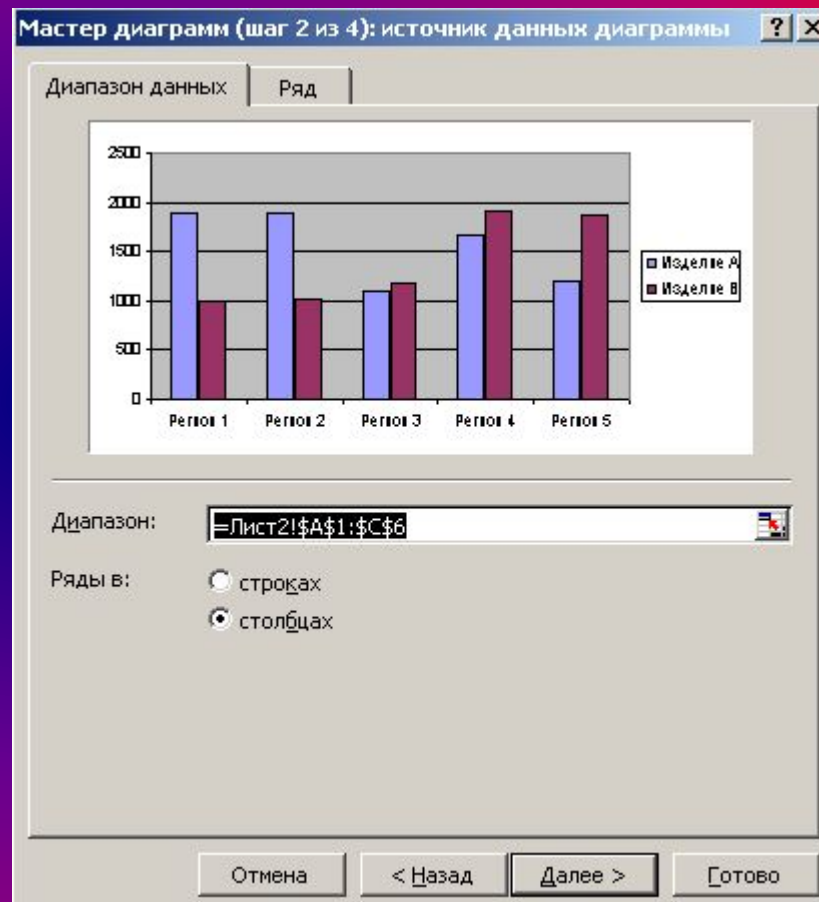 Мастер диаграмм (шаг 2 из 4): источник данных диаграммы
Диапазон данных
Ряд
2500
2000
1500
1000
500
0
Регион 1 Регион 2 Регион 3 Регион 4 Регион 5
Изделие A
Изделие B
Диапазон: =Лист2!$A$1:$C$6
Ряды в: строках
столбцах
Отмена < Назад Далее > Готово